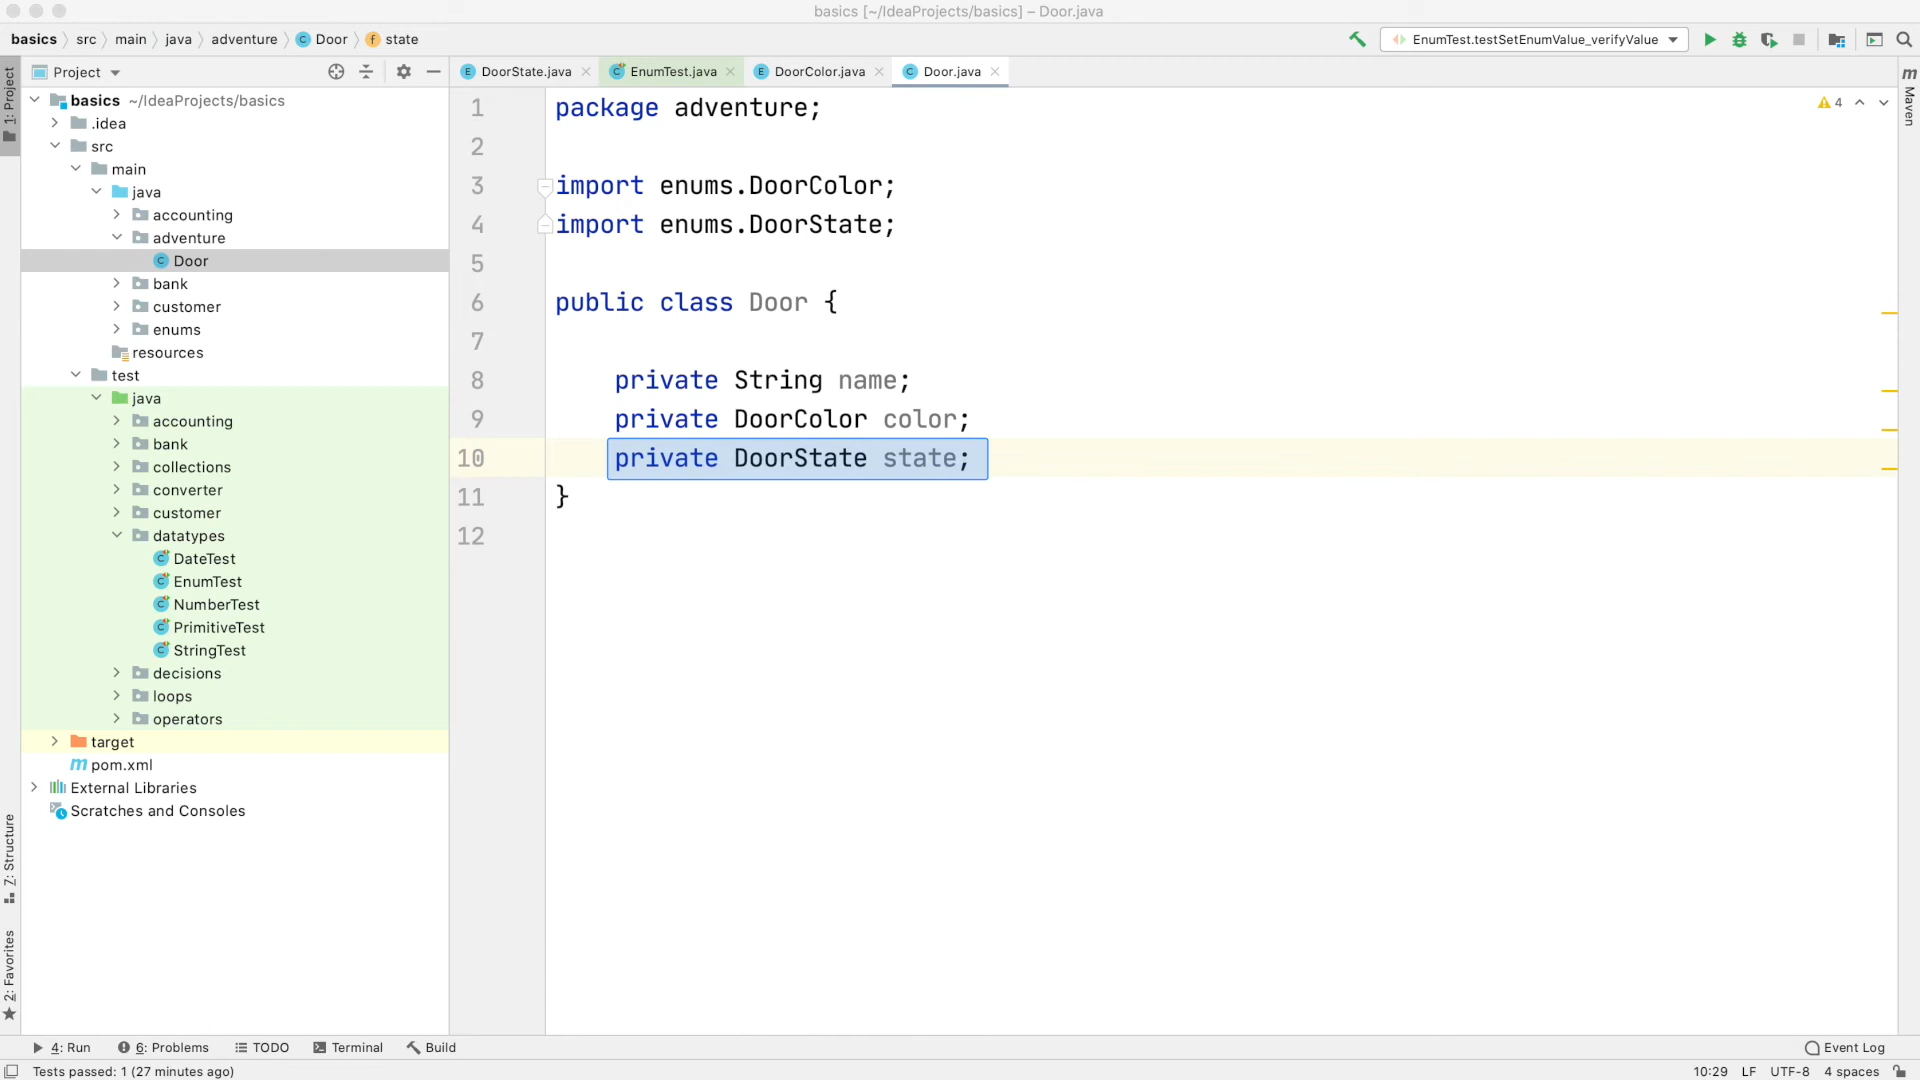 basics [~/IdeaProjects/basics] – Door.java
basics src main java adventure Door state
EnumTest.testSetEnumValue_verifyValue
Project
DoorState.java EnumTest.java DoorColor.java Door.java
1: Project
m Maven
basics ~/IdeaProjects/basics
.idea
src
main
java
accounting
adventure
Door
bank
customer
enums
resources
test
java
accounting
bank
collections
converter
customer
datatypes
DateTest
EnumTest
NumberTest
PrimitiveTest
StringTest
decisions
loops
operators
target
pom.xml
External Libraries
Scratches and Consoles
Z: Structure
2: Favorites
1 package adventure;
2
3 import enums.DoorColor;
4 import enums.DoorState;
5
6 public class Door {
7
8 private String name;
9 private DoorColor color;
10 private DoorState state;
11 }
12
4
4: Run 6: Problems TODO Terminal Build
Event Log
Tests passed: 1 (27 minutes ago)
10:29 LF UTF-8 4 spaces